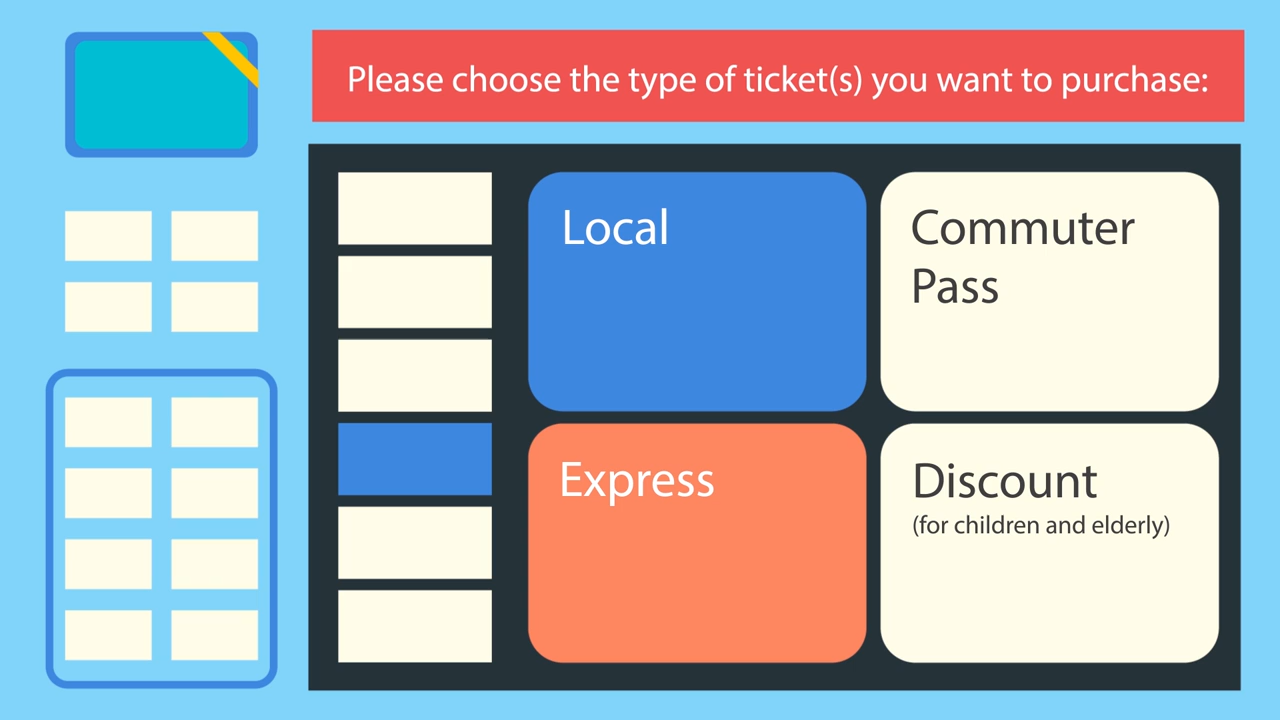 Please choose the type of ticket(s) you want to purchase:
Local
Commuter
Pass
Express
Discount
(for children and elderly)